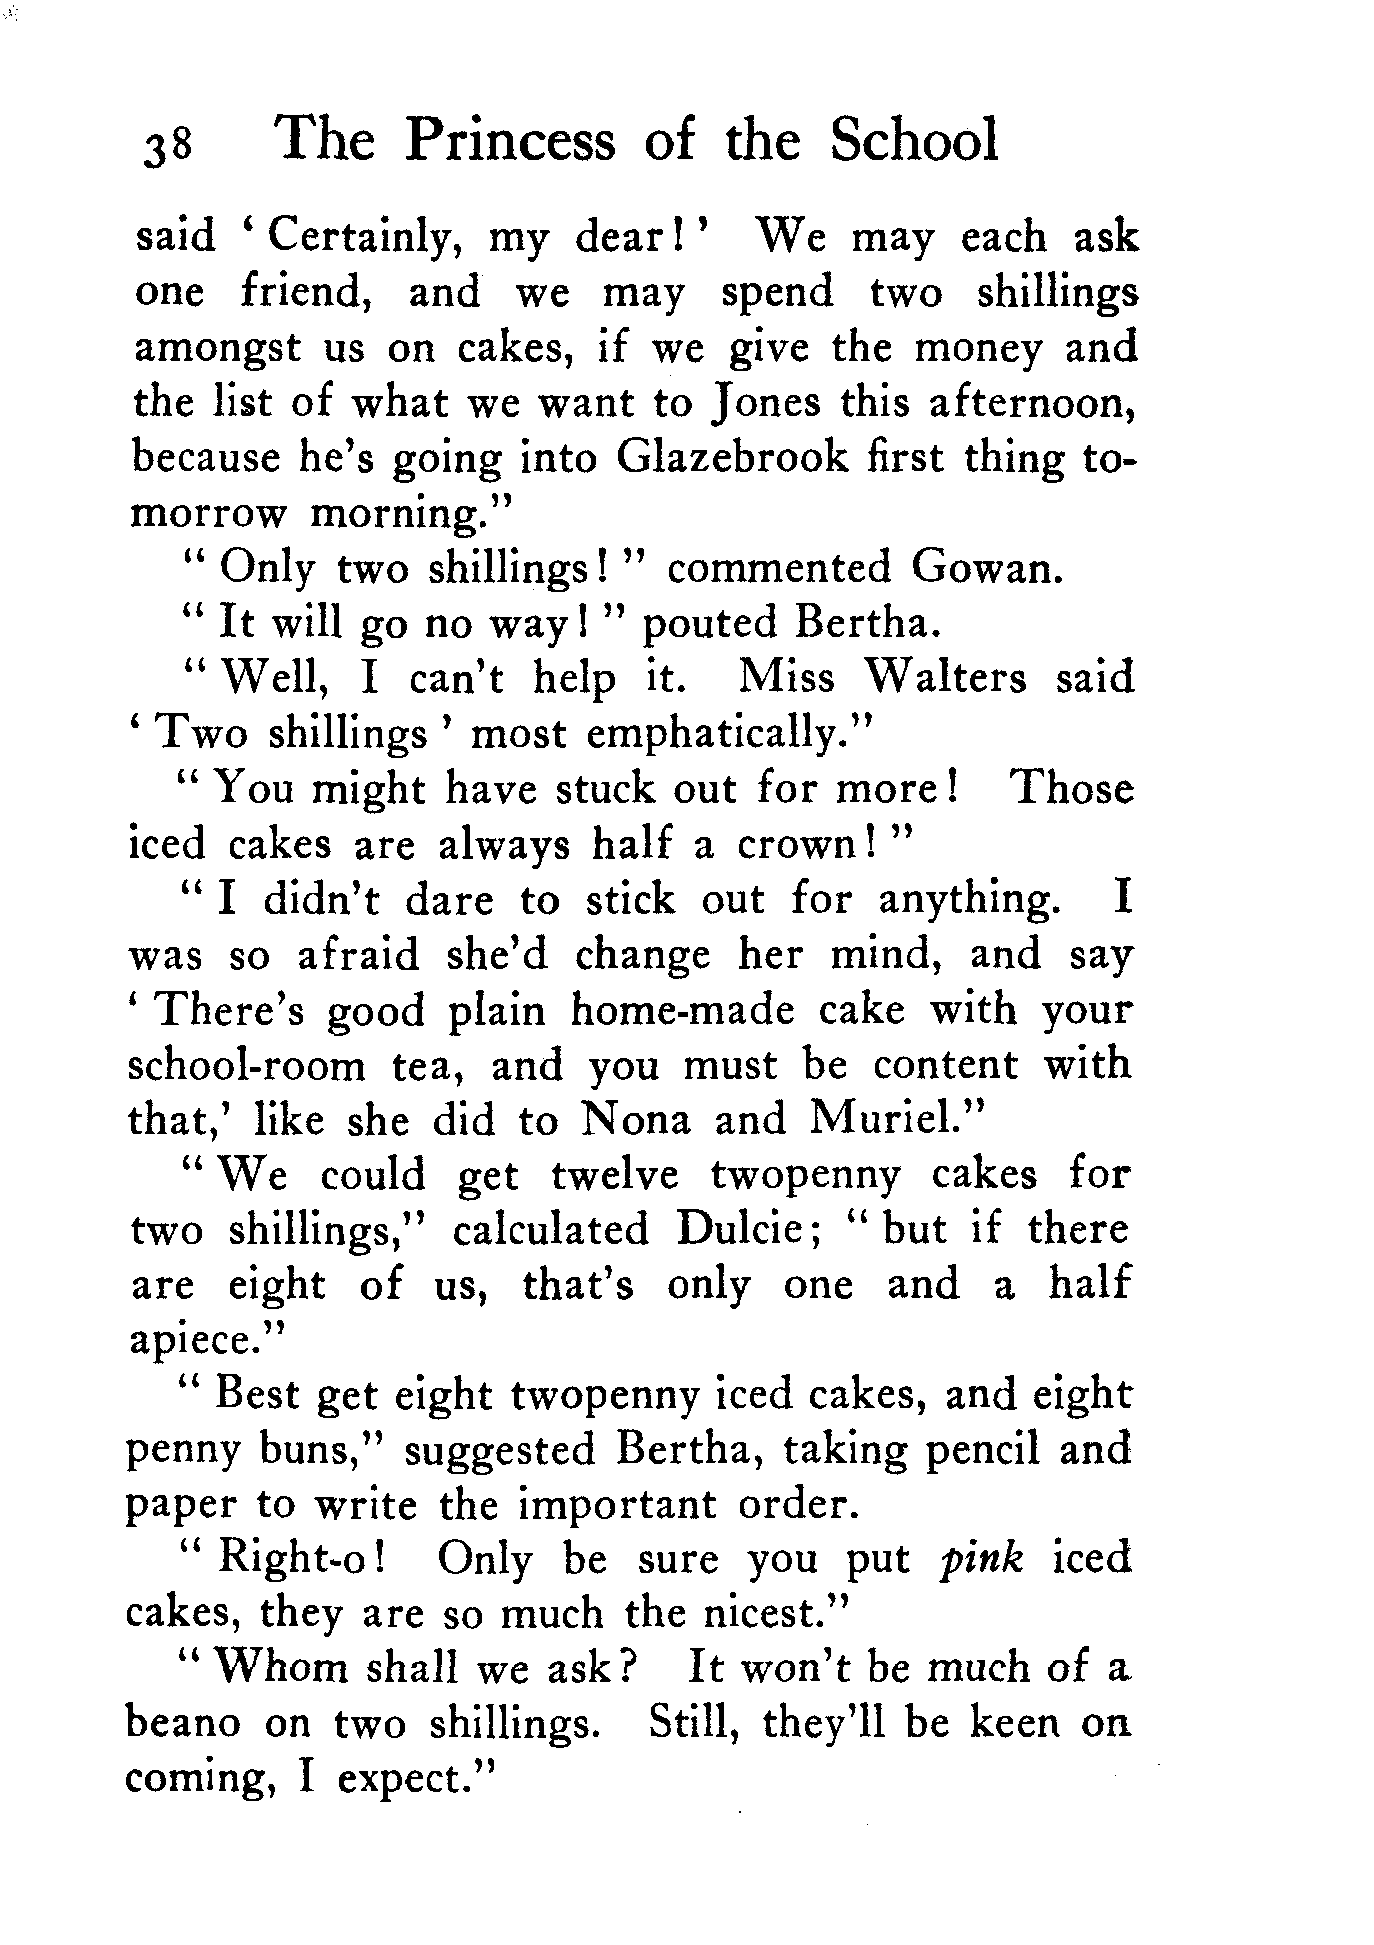 38 The Princess of the School
said ‘ Certainly, my dear! ’ We may each ask
one friend, and we may spend two shillings
amongst us on cakes, if we give the money and
the list of what we want to Jones this afternoon,
because he’s going into Glazebrook first thing to-
morrow morning.”
“ Only two shillings! ” commented Gowan.
“ It will go no way! ” pouted Bertha.
“ Well, I can’t help it. Miss Walters said
‘ Two shillings ’ most emphatically.”
“ You might have stuck out for more! Those
iced cakes are always half a crown! ”
“ I didn’t dare to stick out for anything. I
was so afraid she’d change her mind, and say
‘ There’s good plain home-made cake with your
school-room tea, and you must be content with
that,’ like she did to Nona and Muriel.”
“ We could get twelve twopenny cakes for
two shillings,” calculated Dulcie; “ but if there
are eight of us, that’s only one and a half
apiece.”
“ Best get eight twopenny iced cakes, and eight
penny buns,” suggested Bertha, taking pencil and
paper to write the important order.
“ Right-o! Only be sure you put pink iced
cakes, they are so much the nicest.”
“ Whom shall we ask? It won’t be much of a
beano on two shillings. Still, they’ll be keen on
coming, I expect.”